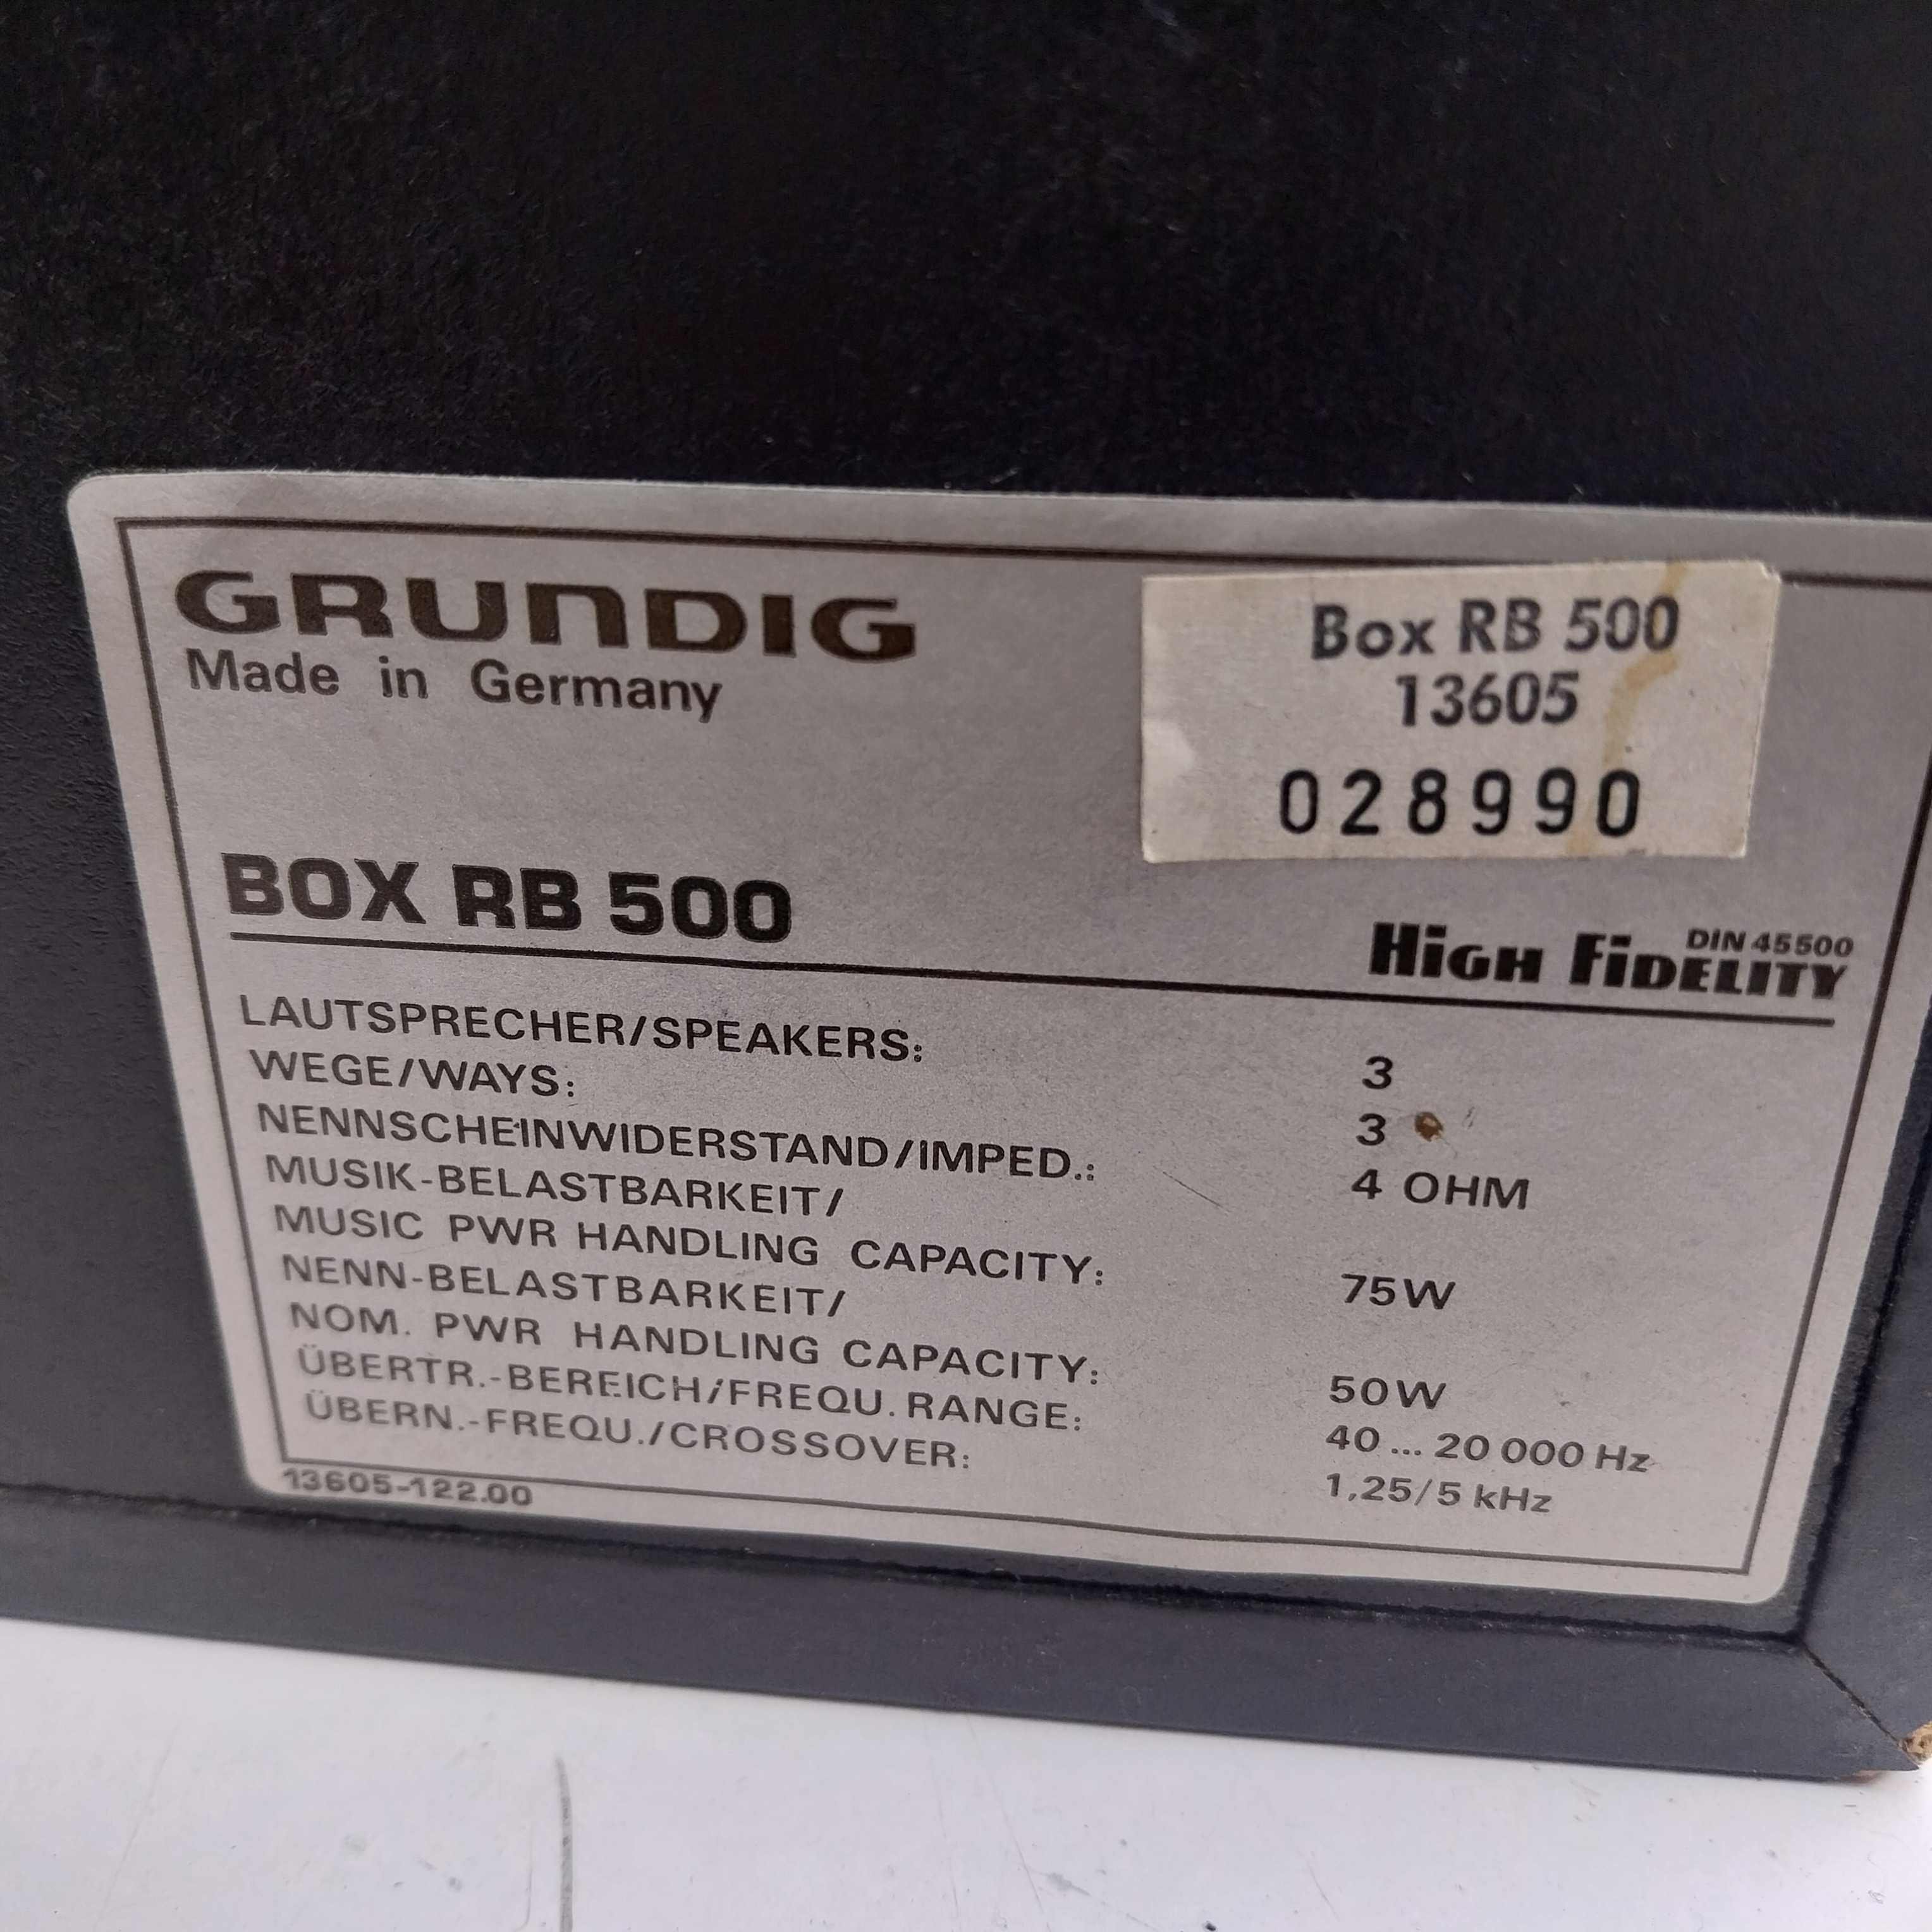 GRUNDIG
Made in Germany
Box RB 500
13605
028990
BOX RB 500
HIGH FIDELITY DIN 45500
LAUTSPRECHER/SPEAKERS: 3
WEGE/WAYS: 3
NENNSCHEINWIDERSTAND/IMPED.: 4 OHM
MUSIK-BELASTBARKEIT/
MUSIC PWR HANDLING CAPACITY: 75W
NENN-BELASTBARKEIT/
NOM. PWR HANDLING CAPACITY: 50W
ÜBERTR.-BEREICH/FREQU. RANGE: 40 ... 20 000 Hz
ÜBERN.-FREQU./CROSSOVER: 1,25/5 kHz
13605-122.00